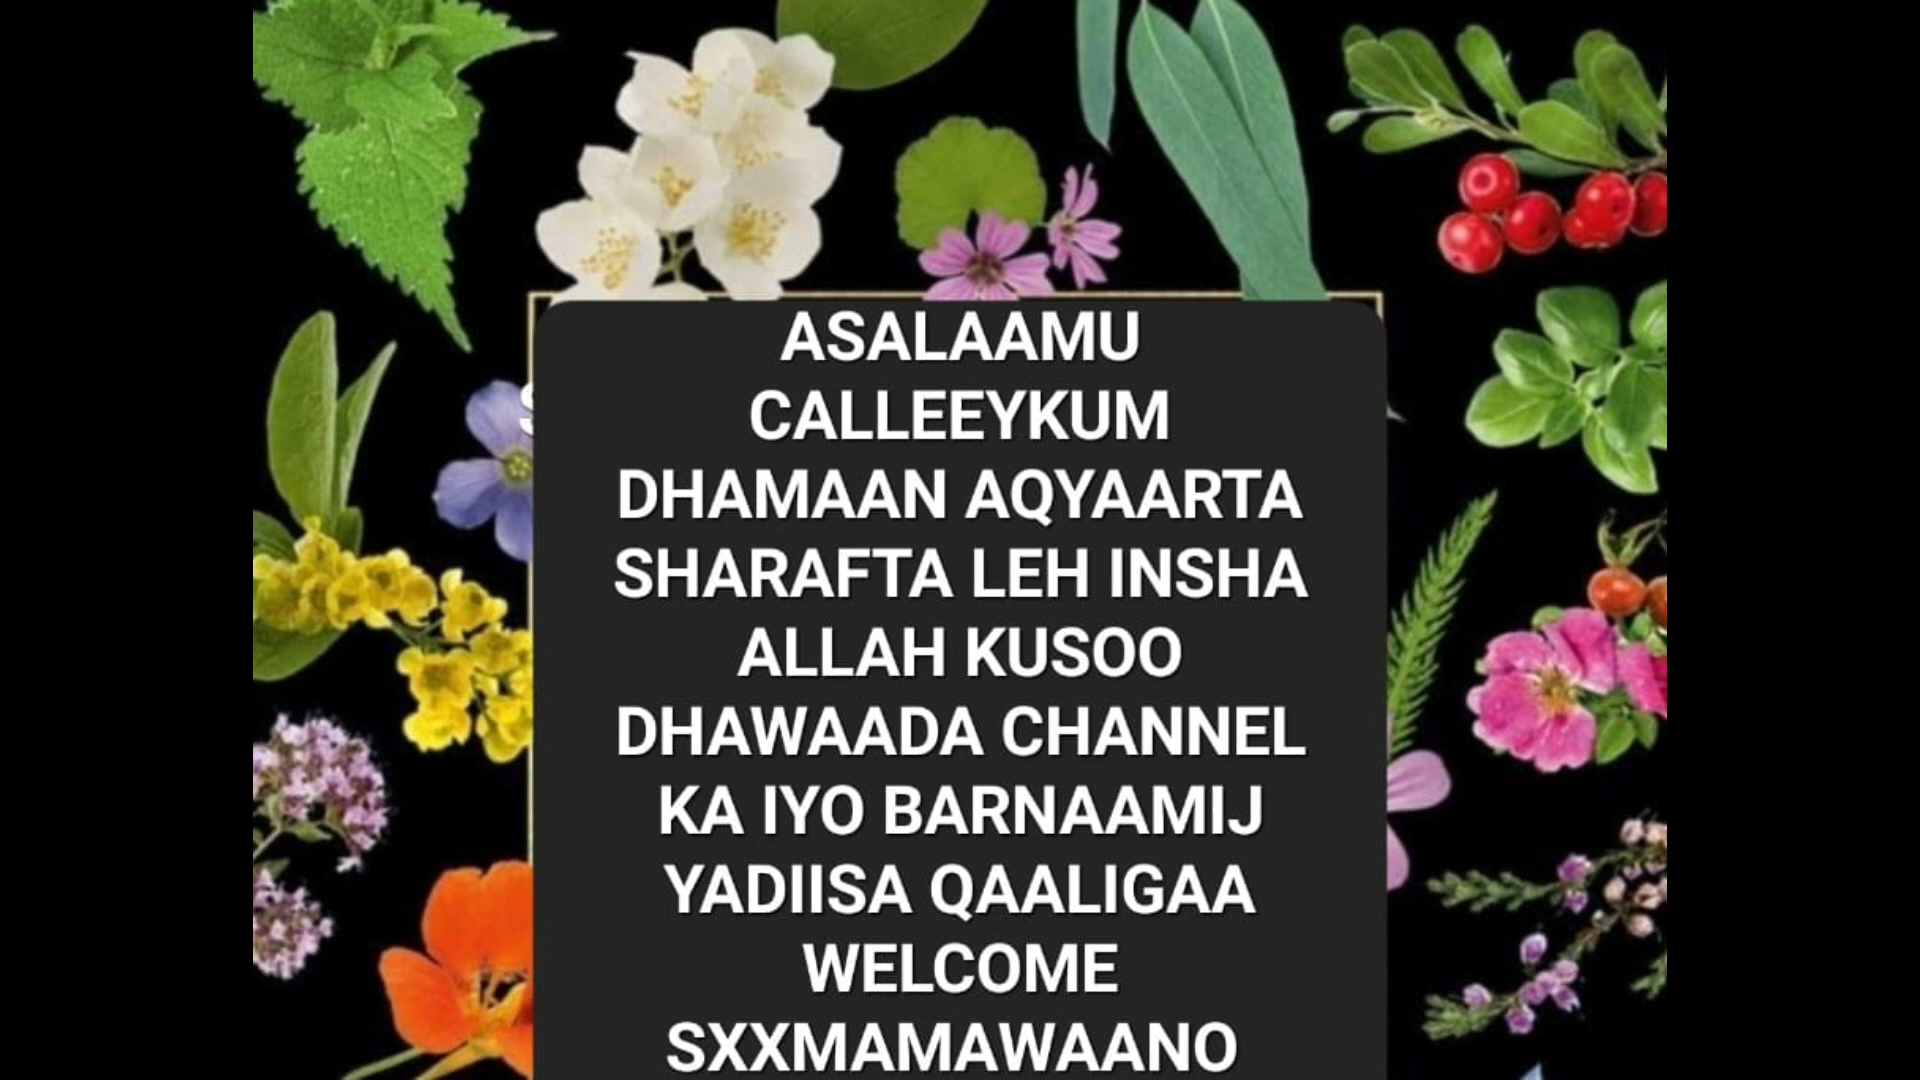 ASALAAMU
CALLEEYKUM
DHAMAAN AQYAARTA
SHARAFTA LEH INSHA
ALLAH KUSOO
DHAWAADA CHANNEL
KA IYO BARNAAMIJ
YADIISA QAALIGAA
WELCOME
SXXMAMAWAANO